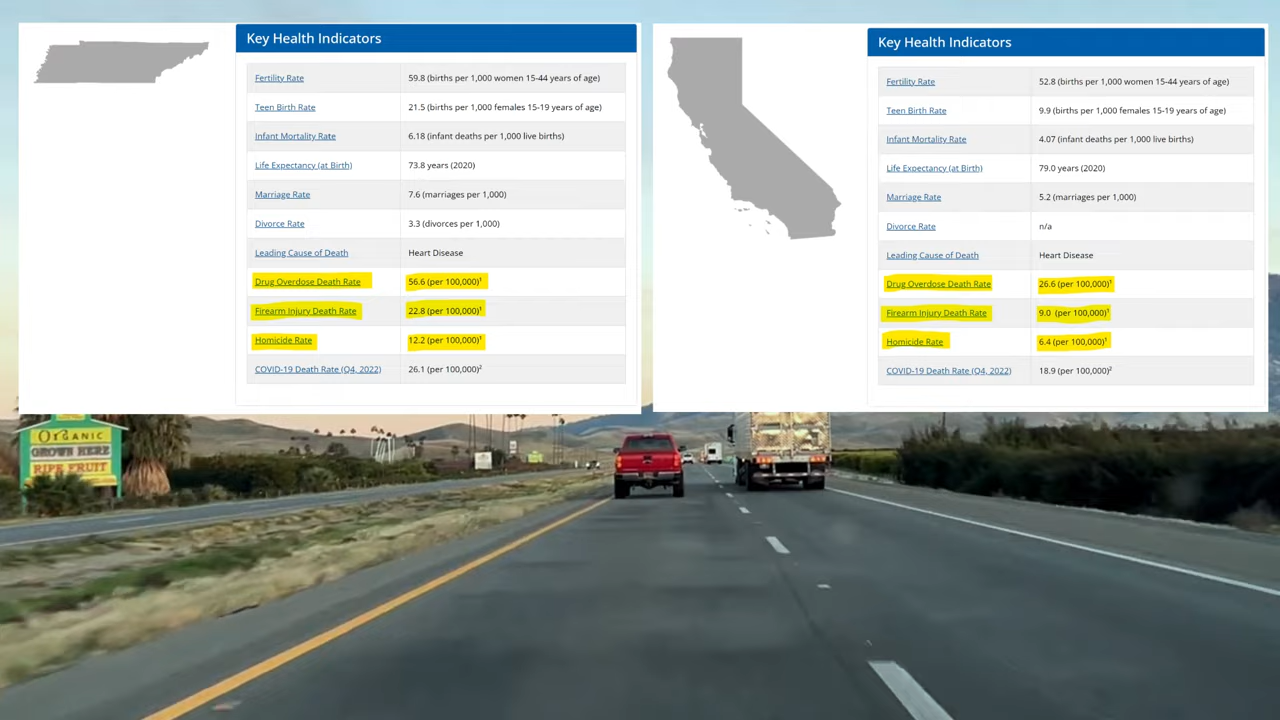 Key Health Indicators
Fertility Rate 59.8 (births per 1,000 women 15-44 years of age)
Teen Birth Rate 21.5 (births per 1,000 females 15-19 years of age)
Infant Mortality Rate 6.18 (infant deaths per 1,000 live births)
Life Expectancy (at Birth) 73.8 years (2020)
Marriage Rate 7.6 (marriages per 1,000)
Divorce Rate 3.3 (divorces per 1,000)
Leading Cause of Death Heart Disease
Drug Overdose Death Rate 56.6 (per 100,000)¹
Firearm Injury Death Rate 22.8 (per 100,000)¹
Homicide Rate 12.2 (per 100,000)¹
COVID-19 Death Rate (Q4, 2022) 26.1 (per 100,000)²
Key Health Indicators
Fertility Rate 52.8 (births per 1,000 women 15-44 years of age)
Teen Birth Rate 9.9 (births per 1,000 females 15-19 years of age)
Infant Mortality Rate 4.07 (infant deaths per 1,000 live births)
Life Expectancy (at Birth) 79.0 years (2020)
Marriage Rate 5.2 (marriages per 1,000)
Divorce Rate n/a
Leading Cause of Death Heart Disease
Drug Overdose Death Rate 26.6 (per 100,000)¹
Firearm Injury Death Rate 9.0 (per 100,000)¹
Homicide Rate 6.4 (per 100,000)¹
COVID-19 Death Rate (Q4, 2022) 18.9 (per 100,000)²
ORGANIC
GROWN HERE
RIPE FRUIT